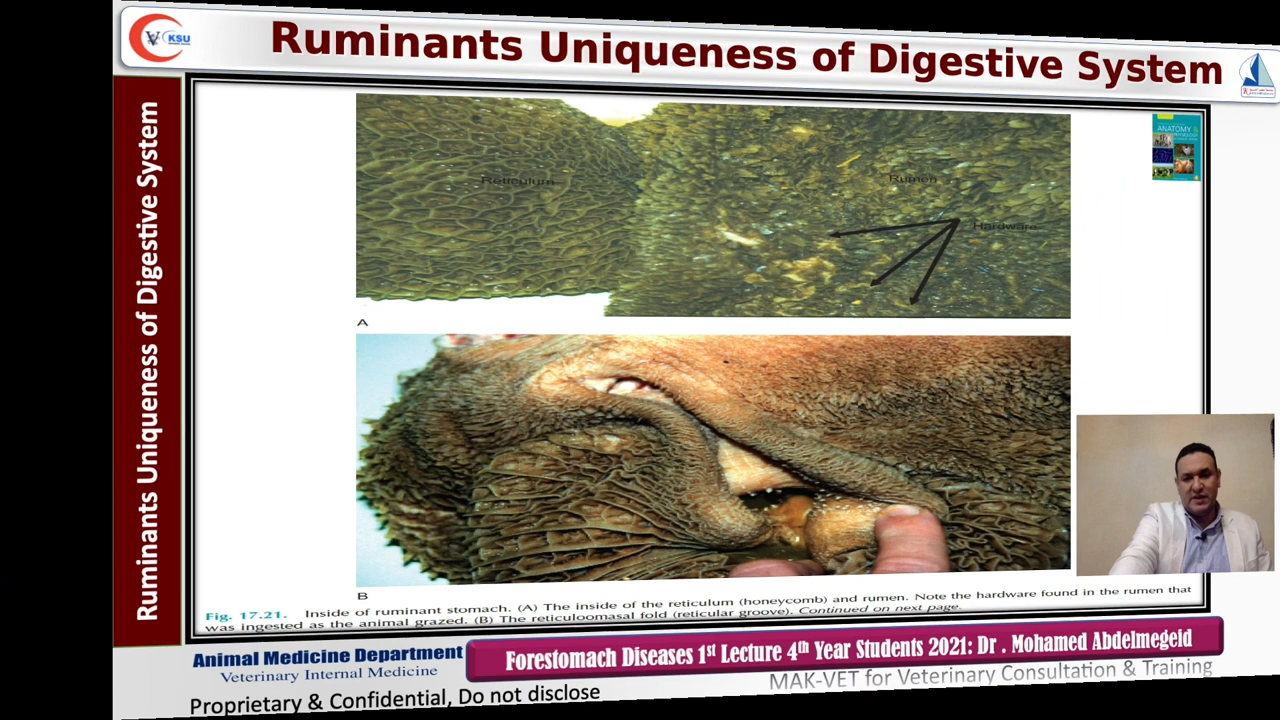 KSU
Ruminants Uniqueness of Digestive System
Ruminants Uniqueness of Digestive System
ANATOMY &
Reticulum
Rumen
Hardware
A
B
Fig. 17.21. Inside of ruminant stomach. (A) The inside of the reticulum (honeycomb) and rumen. Note the hardware found in the rumen that
was ingested as the animal grazed. (B) The reticuloomasal fold (reticular groove). Continued on next page.
Animal Medicine Department
Veterinary Internal Medicine
Forestomach Diseases 1st Lecture 4th Year Students 2021: Dr . Mohamed Abdelmegeid
MAK-VET for Veterinary Consultation & Training
Proprietary & Confidential, Do not disclose